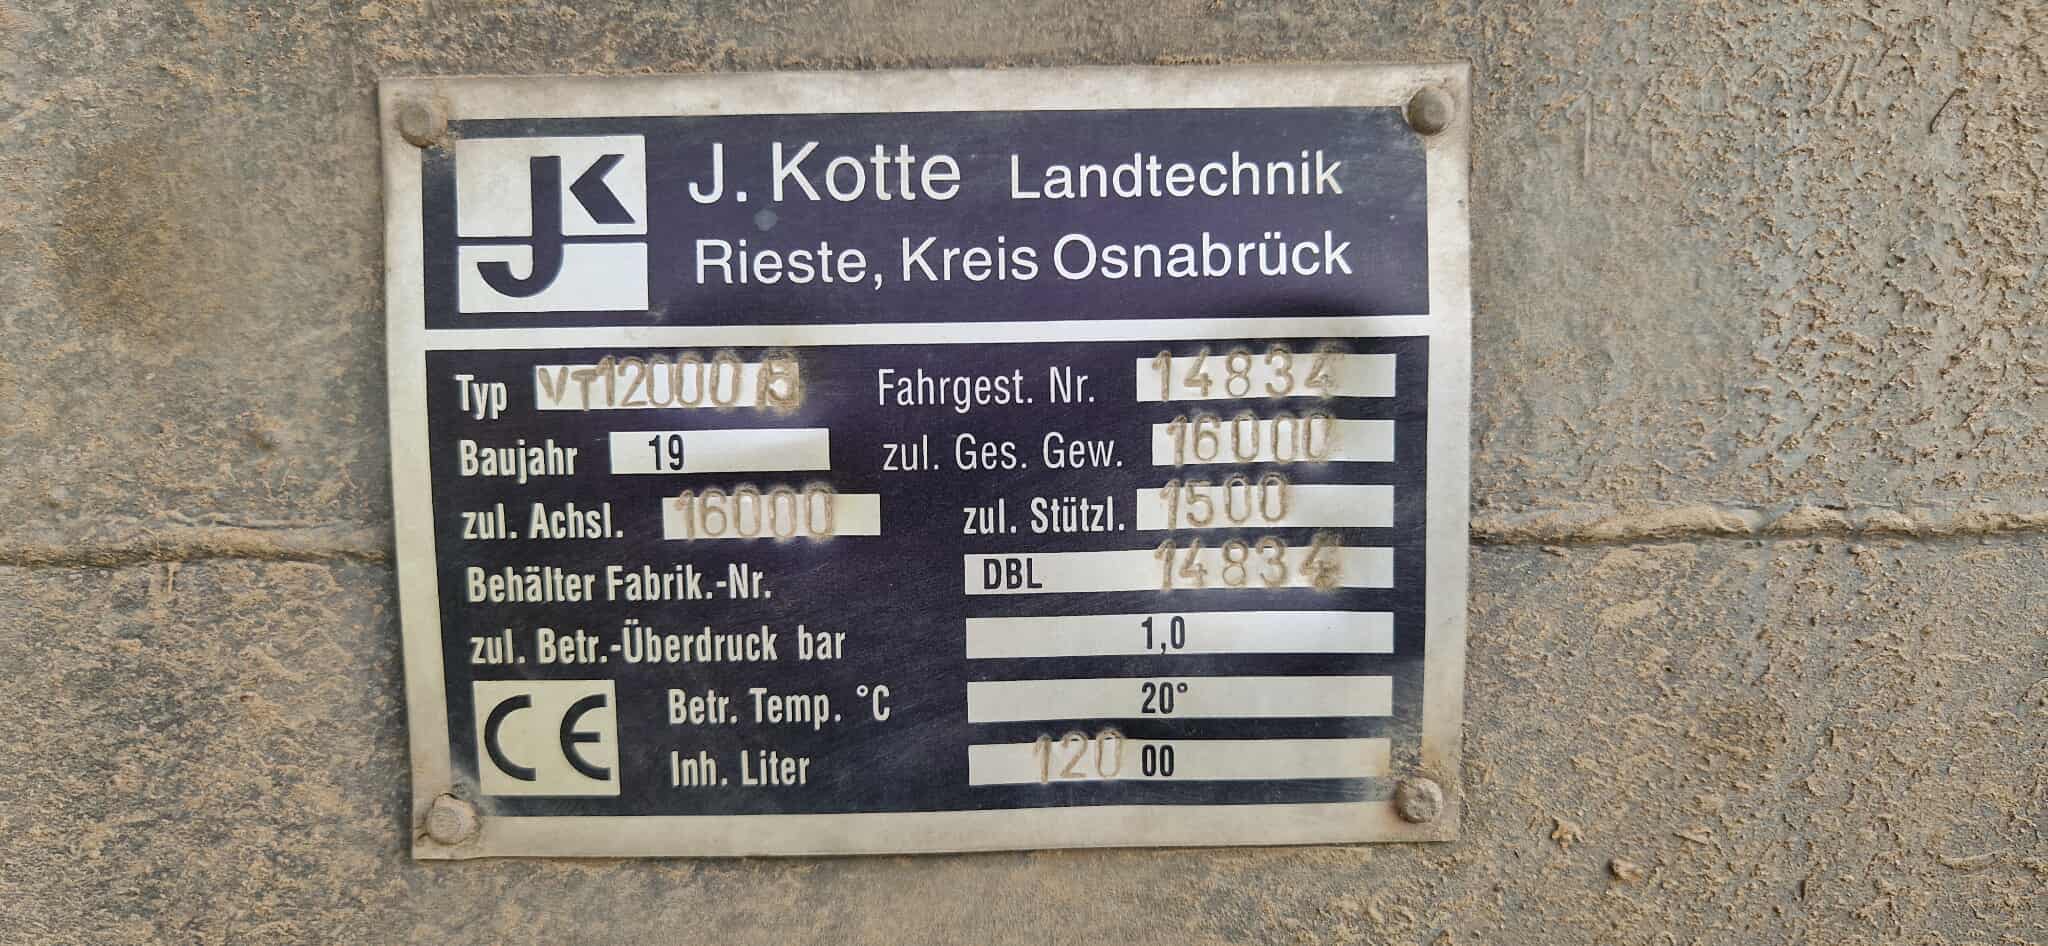 JK
J. Kotte Landtechnik
Rieste, Kreis Osnabrück
Typ VT12000 Fahrgest. Nr. 14834
Baujahr 19 zul. Ges. Gew. 16000
zul. Achsl. 16000 zul. Stützl. 1500
Behälter Fabrik.-Nr. DBL 14834
zul. Betr.-Überdruck bar 1,0
CE Betr. Temp. °C 20°
Inh. Liter 12000